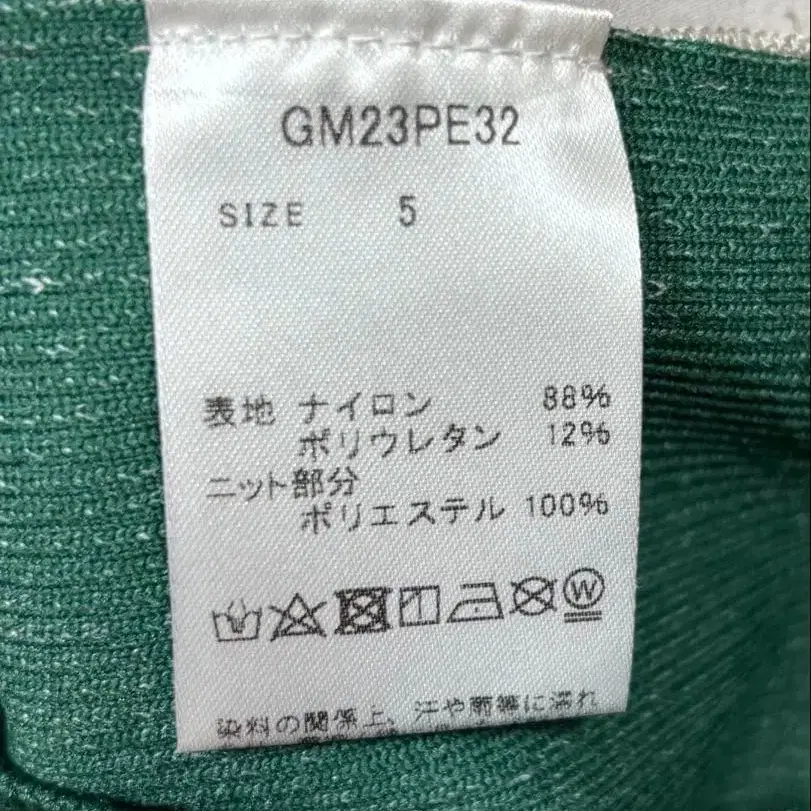 GM23PE32
SIZE 5
表地 ナイロン 88%
ポリウレタン 12%
ニット部分
ポリエステル 100%
W
染料の関係上、汗や雨等に濡れ